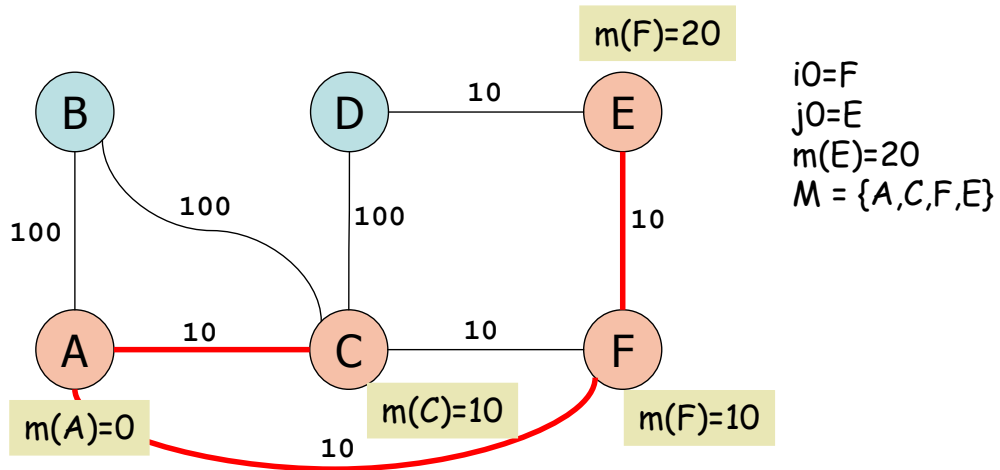 m(F)=20
i0=F
j0=E
m(E)=20
M = {A,C,F,E}
B
D
10
E
100
100
100
10
A
10
C
10
F
m(A)=0
m(C)=10
m(F)=10
10